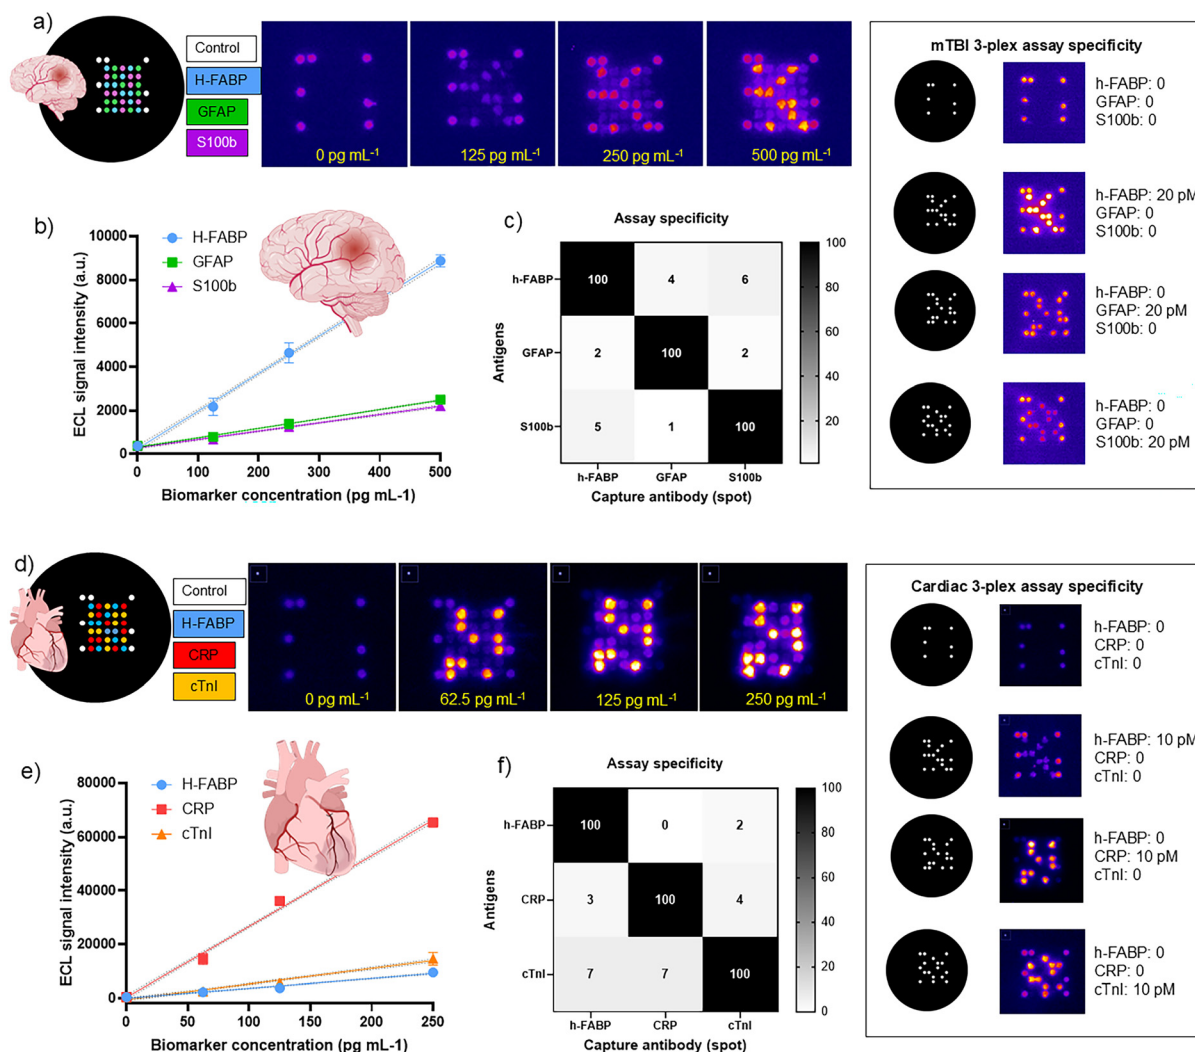 a)
Control
H-FABP
GFAP
S100b
0 pg mL-1
125 pg mL-1
250 pg mL-1
500 pg mL-1
mTBI 3-plex assay specificity
h-FABP: 0
GFAP: 0
S100b: 0
h-FABP: 20 pM
GFAP: 0
S100b: 0
h-FABP: 0
GFAP: 20 pM
S100b: 0
h-FABP: 0
GFAP: 0
S100b: 20 pM
b)
H-FABP
GFAP
S100b
ECL signal intensity (a.u.)
10000
8000
6000
4000
2000
0
0 100 200 300 400 500
Biomarker concentration (pg mL-1)
c)
Assay specificity
Antigens
h-FABP 100 4 6
GFAP 2 100 2
S100b 5 1 100
h-FABP GFAP S100b
Capture antibody (spot)
100
80
60
40
20
d)
Control
H-FABP
CRP
cTnI
0 pg mL-1
62.5 pg mL-1
125 pg mL-1
250 pg mL-1
Cardiac 3-plex assay specificity
h-FABP: 0
CRP: 0
cTnI: 0
h-FABP: 10 pM
CRP: 0
cTnI: 0
h-FABP: 0
CRP: 10 pM
cTnI: 0
h-FABP: 0
CRP: 0
cTnI: 10 pM
e)
H-FABP
CRP
cTnI
ECL signal intensity (a.u.)
80000
60000
40000
20000
0
0 50 100 150 200 250
Biomarker concentration (pg mL-1)
f)
Assay specificity
Antigens
h-FABP 100 0 2
CRP 3 100 4
cTnI 7 7 100
h-FABP CRP cTnI
Capture antibody (spot)
100
80
60
40
20
0